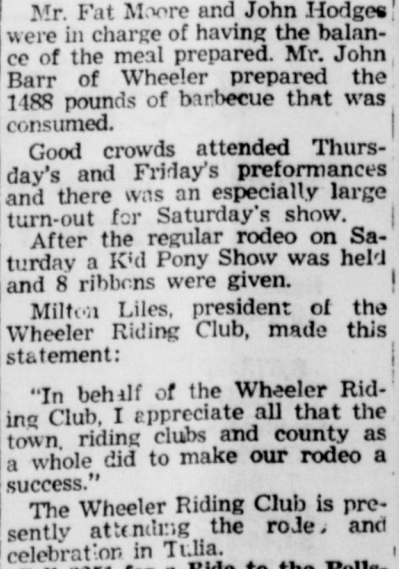 Mr. Fat Moore and John Hodges
were in charge of having the balan-
ce of the meal prepared. Mr. John
Barr of Wheeler prepared the
1488 pounds of barbecue that was
consumed.
Good crowds attended Thurs-
day's and Friday's preformances
and there was an especially large
turn-out for Saturday's show.
After the regular rodeo on Sa-
turday a Kid Pony Show was held
and 8 ribbons were given.
Milton Liles, president of the
Wheeler Riding Club, made this
statement:
"In behalf of the Wheeler Rid-
ing Club, I appreciate all that the
town, riding clubs and county as
a whole did to make our rodeo a
success."
The Wheeler Riding Club is pre-
sently attending the rodeo and
celebration in Tulia.
for a Ride to the